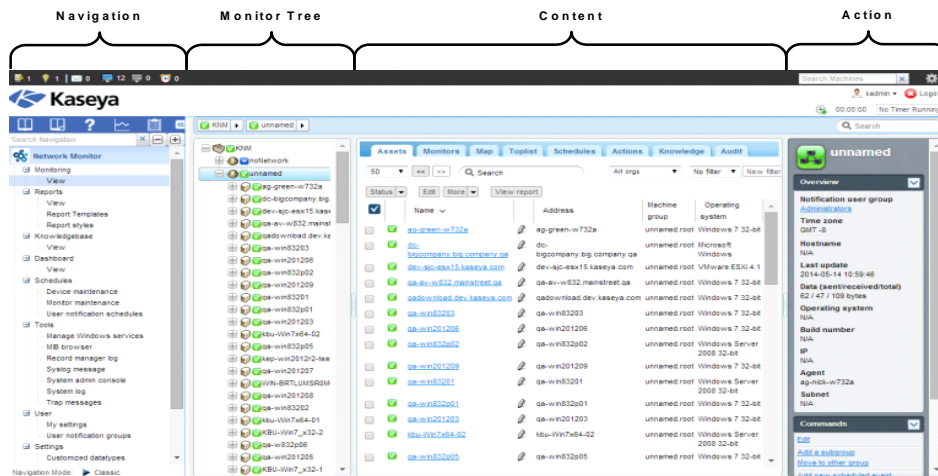 Navigation Monitor Tree Content Action
1 1 0 12 0 0 Search Machines
Kaseya
kadmin Logo
00:00:00 No Timer Running
KNM unnamed Search
Search Navigation
Network Monitor
Monitoring
View
Reports
View
Report Templates
Report styles
Knowledgebase
View
Dashboard
View
Schedules
Device maintenance
Monitor maintenance
User notification schedules
Tools
Manage Windows services
MIB browser
Record manager log
Syslog message
System admin console
System log
Trap messages
User
My settings
User notification groups
Settings
Customized datatypes
Navigation Mode: Classic
KNM
noNetwork
unnamed
ag-green-w732a
dc-bigcompany.big.
dev-sjc-esx15.kase
qa-av-w832.mainst
qadownload.dev.ka
qa-win83203
qa-win201206
qa-win832p02
qa-win201209
qa-win83201
qa-win832p01
qa-win201203
kbu-Win7x64-02
qa-win832p05
kep-win2012r2-tew
qa-win201207
WIN-BRTLUMSR0M
qa-win201208
qa-win83202
kbu-Win7x64-01
KBU-Win7_x32-2
qa-w832p06
qa-win201205
KBU-Win7_x32-1
Assets Monitors Map Toplist Schedules Actions Knowledge Audit
50 << >> Search All orgs No filter New filter
Status Edit More View report
Name Address Machine group Operating system
ag-green-w732a ag-green-w732a unnamed.root Windows 7 32-bit
dc-bigcompany.big.company.qa dc-bigcompany.big.company.qa unnamed.root Microsoft Windows
dev-sjc-esx15.kaseya.com dev-sjc-esx15.kaseya.com unnamed.root VMware ESXi 4.1
qa-av-w832.mainstreet.qa qa-av-w832.mainstreet.qa unnamed.root Windows 7 32-bit
qadownload.dev.kaseya.com qadownload.dev.kaseya.com unnamed.root Windows 7 32-bit
qa-win83203 qa-win83203 unnamed.root Windows 7 32-bit
qa-win201206 qa-win201206 unnamed.root Windows 7 32-bit
qa-win832p02 qa-win832p02 unnamed.root Windows Server 2008 32-bit
qa-win201209 qa-win201209 unnamed.root Windows 7 32-bit
qa-win83201 qa-win83201 unnamed.root Windows Server 2008 32-bit
qa-win832p01 qa-win832p01 unnamed.root Windows 7 32-bit
qa-win201203 qa-win201203 unnamed.root Windows 7 32-bit
kbu-Win7x64-02 kbu-Win7x64-02 unnamed.root Windows Server 2008 32-bit
qa-win832p05 qa-win832p05 unnamed.root Windows 7 32-bit
unnamed
Overview
Notification user group
Administrators
Time zone
GMT -8
Hostname
N/A
Last update
2014-05-14 10:59:46
Data (sent/received/total)
62 / 47 / 109 bytes
Operating system
N/A
Build number
N/A
IP
N/A
Agent
ag-nick-w732a
Subnet
N/A
Commands
Edit
Add a subgroup
Move to other group
Add new scheduled event